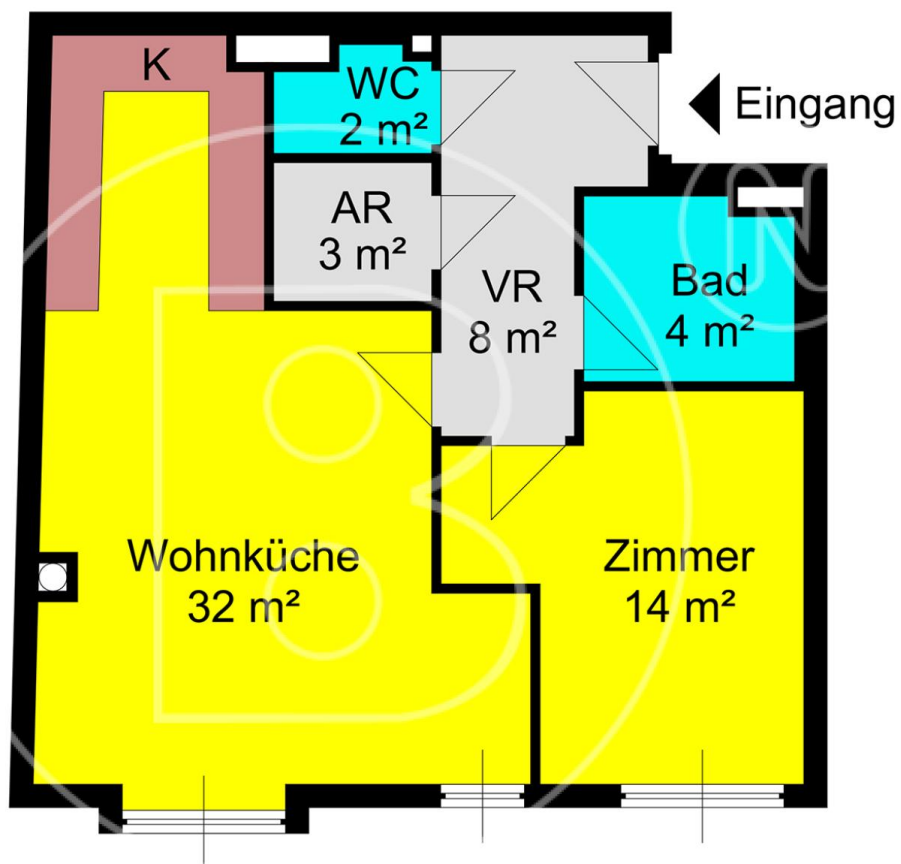 K
WC
2 m²
Eingang
AR
3 m²
VR
8 m²
Bad
4 m²
Wohnküche
32 m²
Zimmer
14 m²
B
N